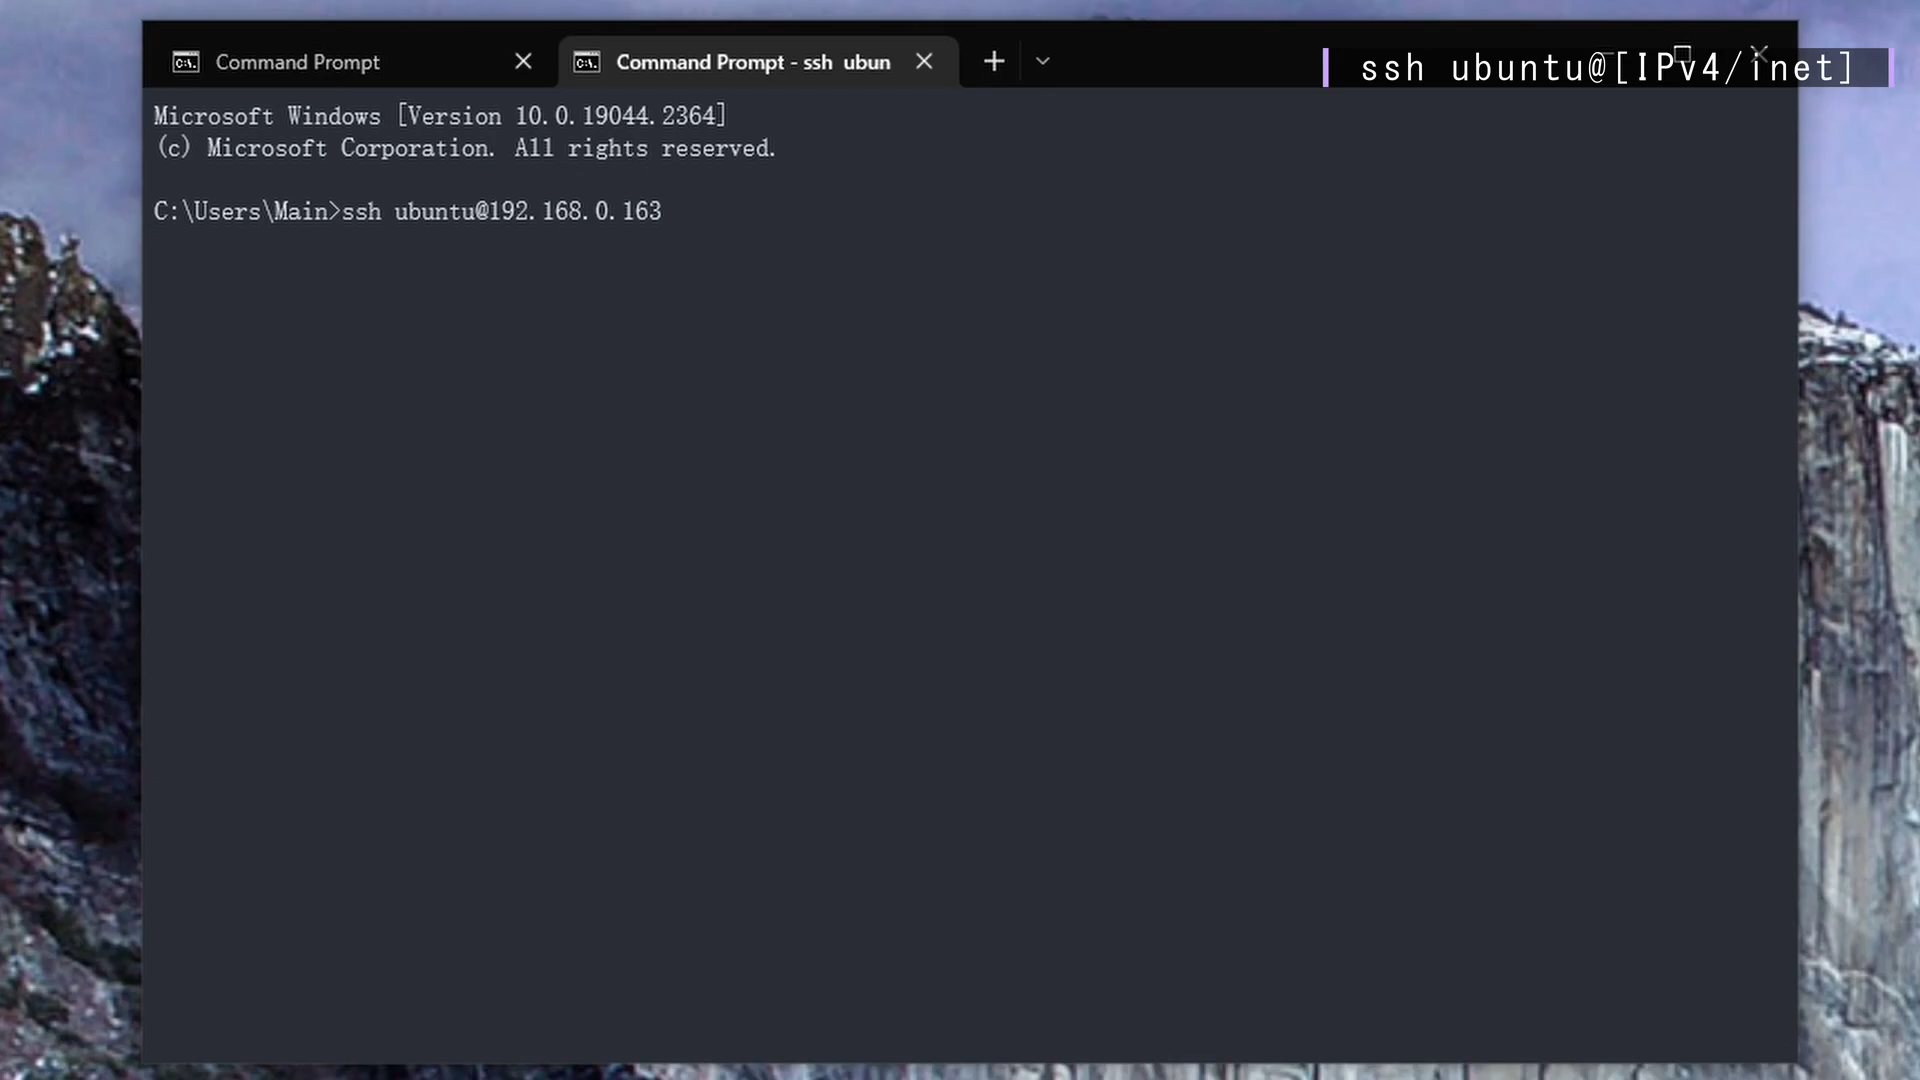 Command Prompt
Command Prompt - ssh  ubun
ssh ubuntu@[IPv4/inet]
Microsoft Windows [Version 10.0.19044.2364]
(c) Microsoft Corporation. All rights reserved.
C:\Users\Main>ssh ubuntu@192.168.0.163